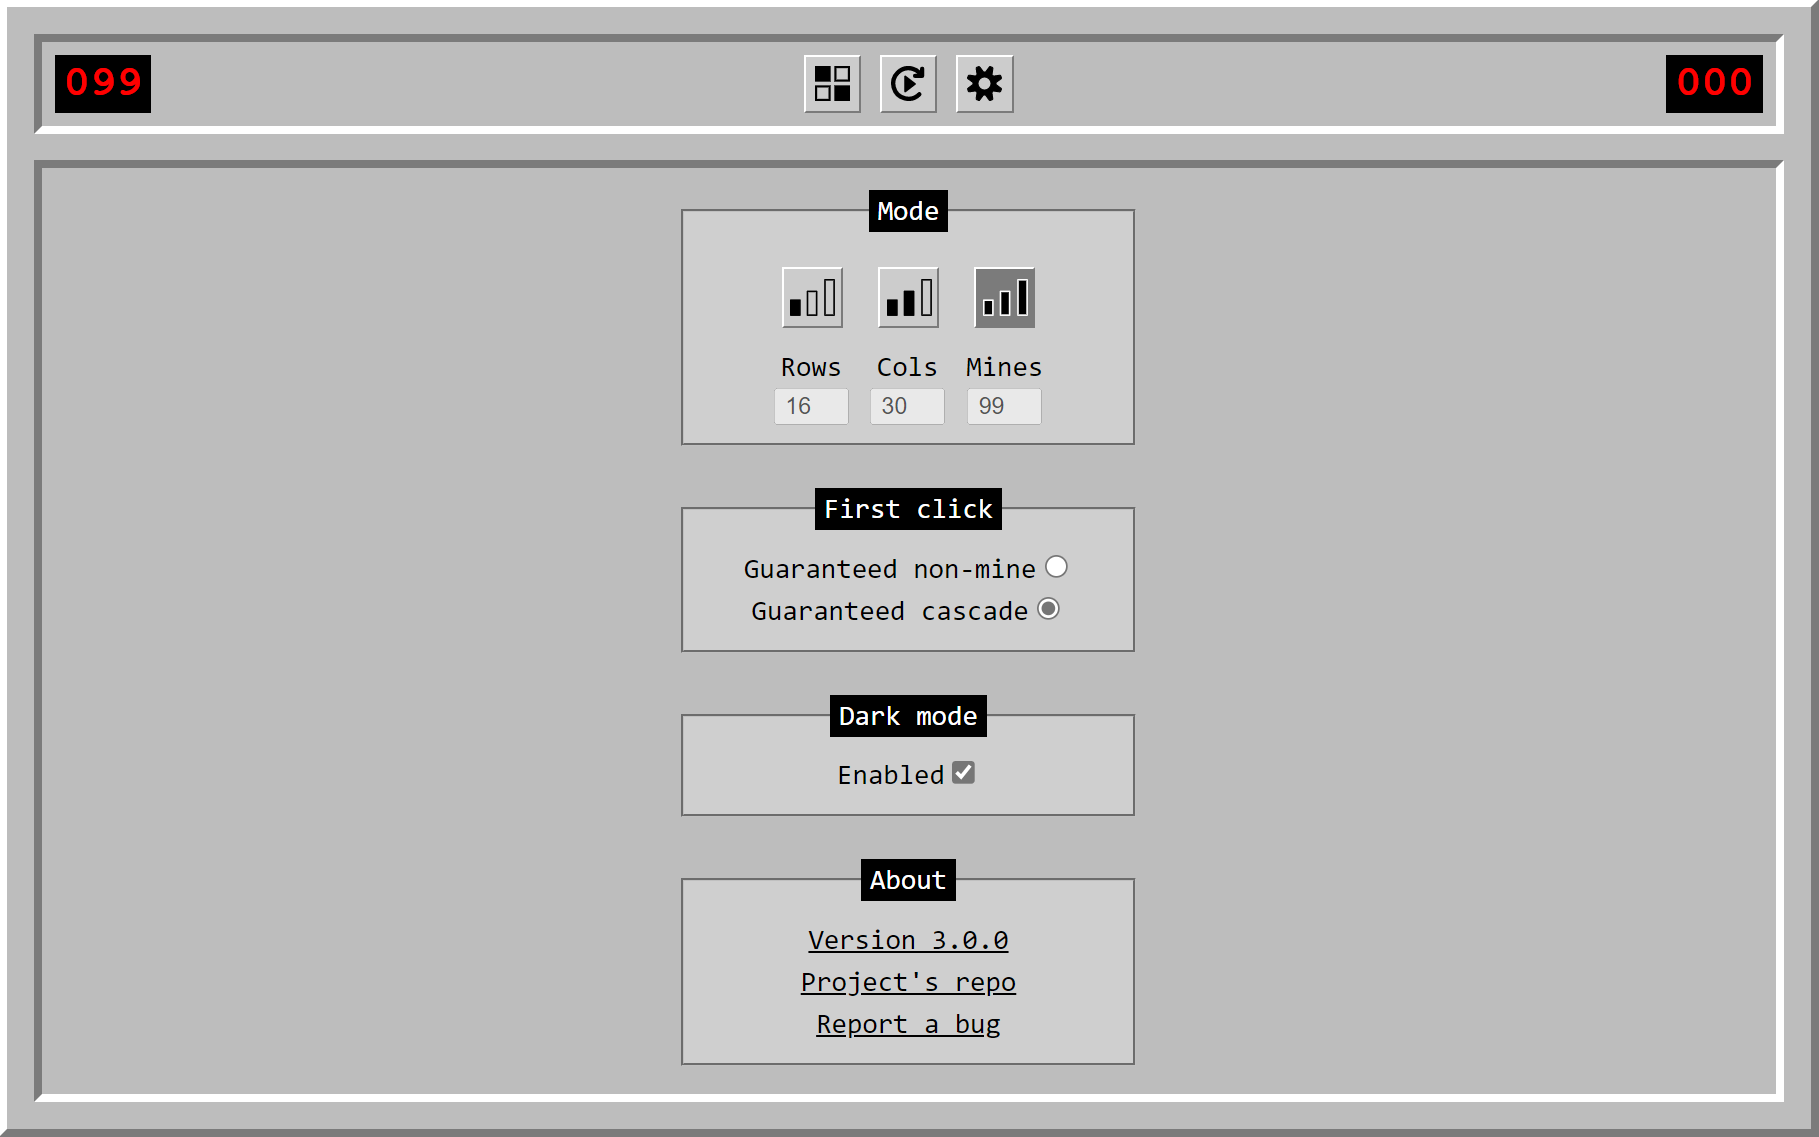 099
000
Mode
Rows Cols Mines
16 30 99
First click
Guaranteed non-mine
Guaranteed cascade
Dark mode
Enabled
About
Version 3.0.0
Project's repo
Report a bug